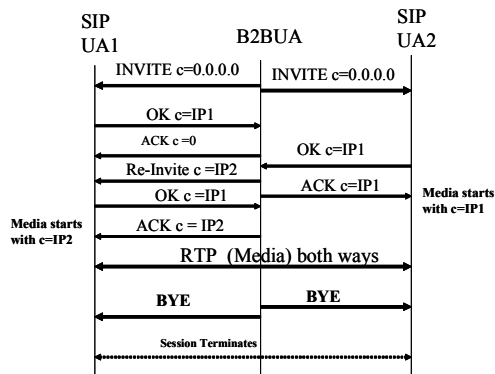 SIP
UA1
B2BUA
SIP
UA2
INVITE c=0.0.0.0
INVITE c=0.0.0.0
OK c=IP1
ACK c =0
OK c=IP1
Re-Invite c =IP2
OK c =IP1
ACK c=IP1
Media starts
with c=IP1
Media starts
with c=IP2
ACK c = IP2
RTP (Media) both ways
BYE
BYE
Session Terminates